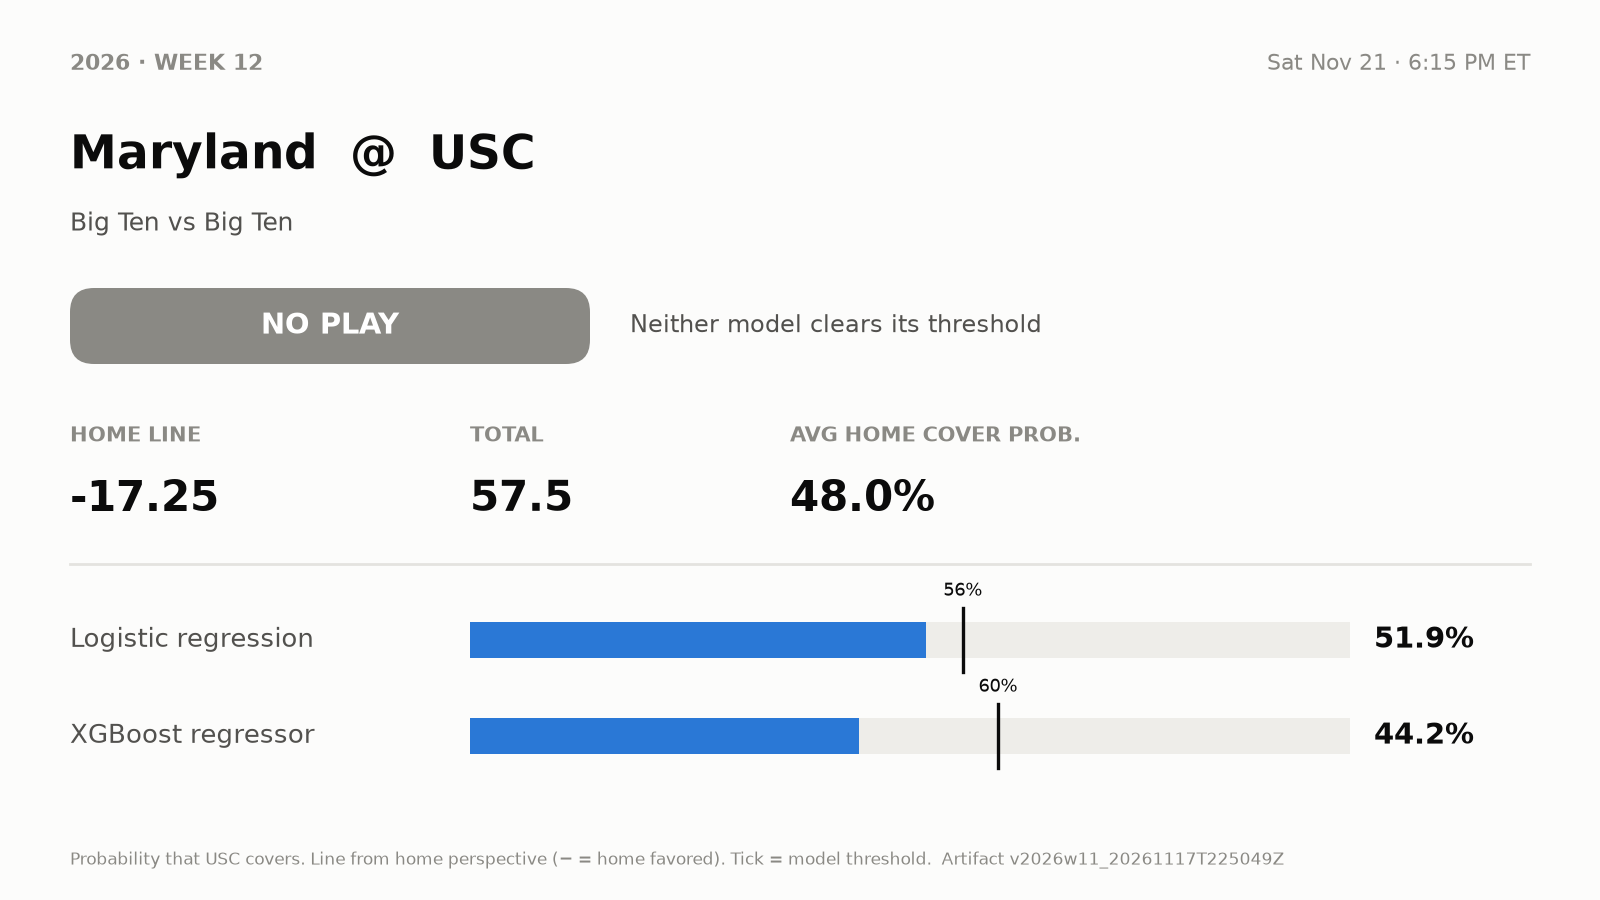 2026 · WEEK 12
Sat Nov 21 · 6:15 PM ET
Maryland @ USC
Big Ten vs Big Ten
NO PLAY
Neither model clears its threshold
HOME LINE
TOTAL
AVG HOME COVER PROB.
-17.25
57.5
48.0%
56%
Logistic regression
51.9%
60%
XGBoost regressor
44.2%
Probability that USC covers. Line from home perspective (− = home favored). Tick = model threshold.  Artifact v2026w11_20261117T225049Z